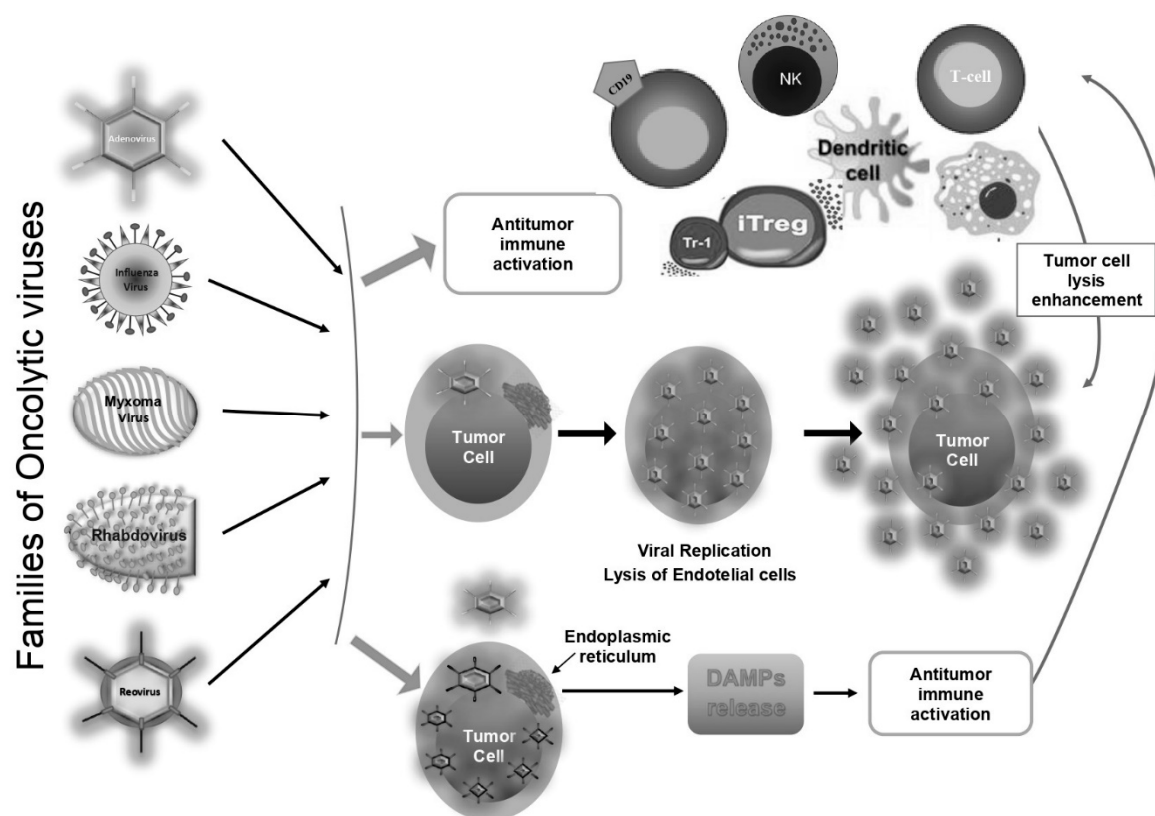 Families of Oncolytic viruses
Adenovirus
Influenza
Virus
Myxoma
virus
Rhabdovirus
Reovirus
Antitumor
immune
activation
CD19
NK
T-cell
Dendritic
cell
iTreg
Tr-1
Tumor cell
lysis
enhancement
Tumor
Cell
Viral Replication
Lysis of Endotelial cells
Tumor
Cell
Endoplasmic
reticulum
Tumor
Cell
DAMPs
release
Antitumor
immune
activation